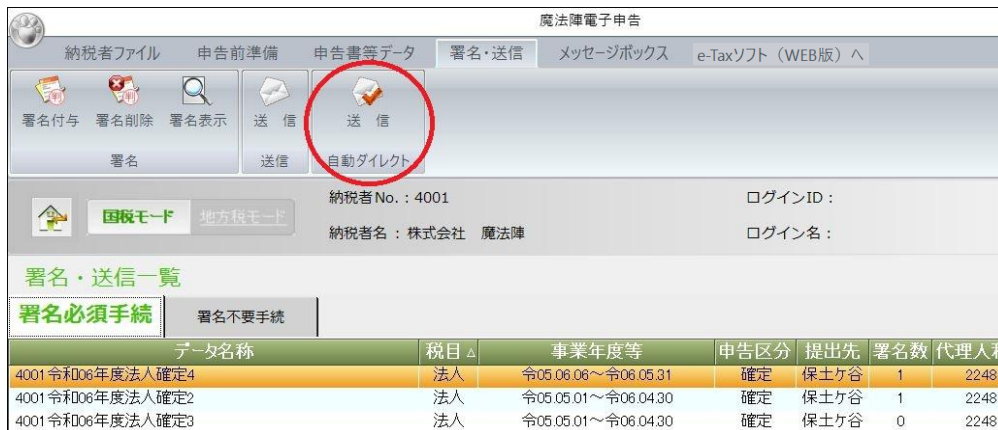 魔法陣電子申告
納税者ファイル 申告前準備 申告書等データ 署名・送信 メッセージボックス e-Taxソフト（WEB版）へ
署名付与 署名削除 署名表示 送 信 送 信
署名 送信 自動ダイレクト
国税モード 地方税モード
納税者No.：4001 ログインID：
納税者名 ：株式会社 魔法陣 ログイン名：
署名・送信一覧
署名必須手続 署名不要手続
データ名称 税目 △ 事業年度等 申告区分 提出先 署名数 代理人
4001令和06年度法人確定4 法人 令05.06.06～令06.05.31 確定 保土ケ谷 1 2248
4001令和06年度法人確定2 法人 令05.05.01～令06.04.30 確定 保土ケ谷 1 2248
4001令和06年度法人確定3 法人 令05.05.01～令06.04.30 確定 保土ケ谷 0 2248